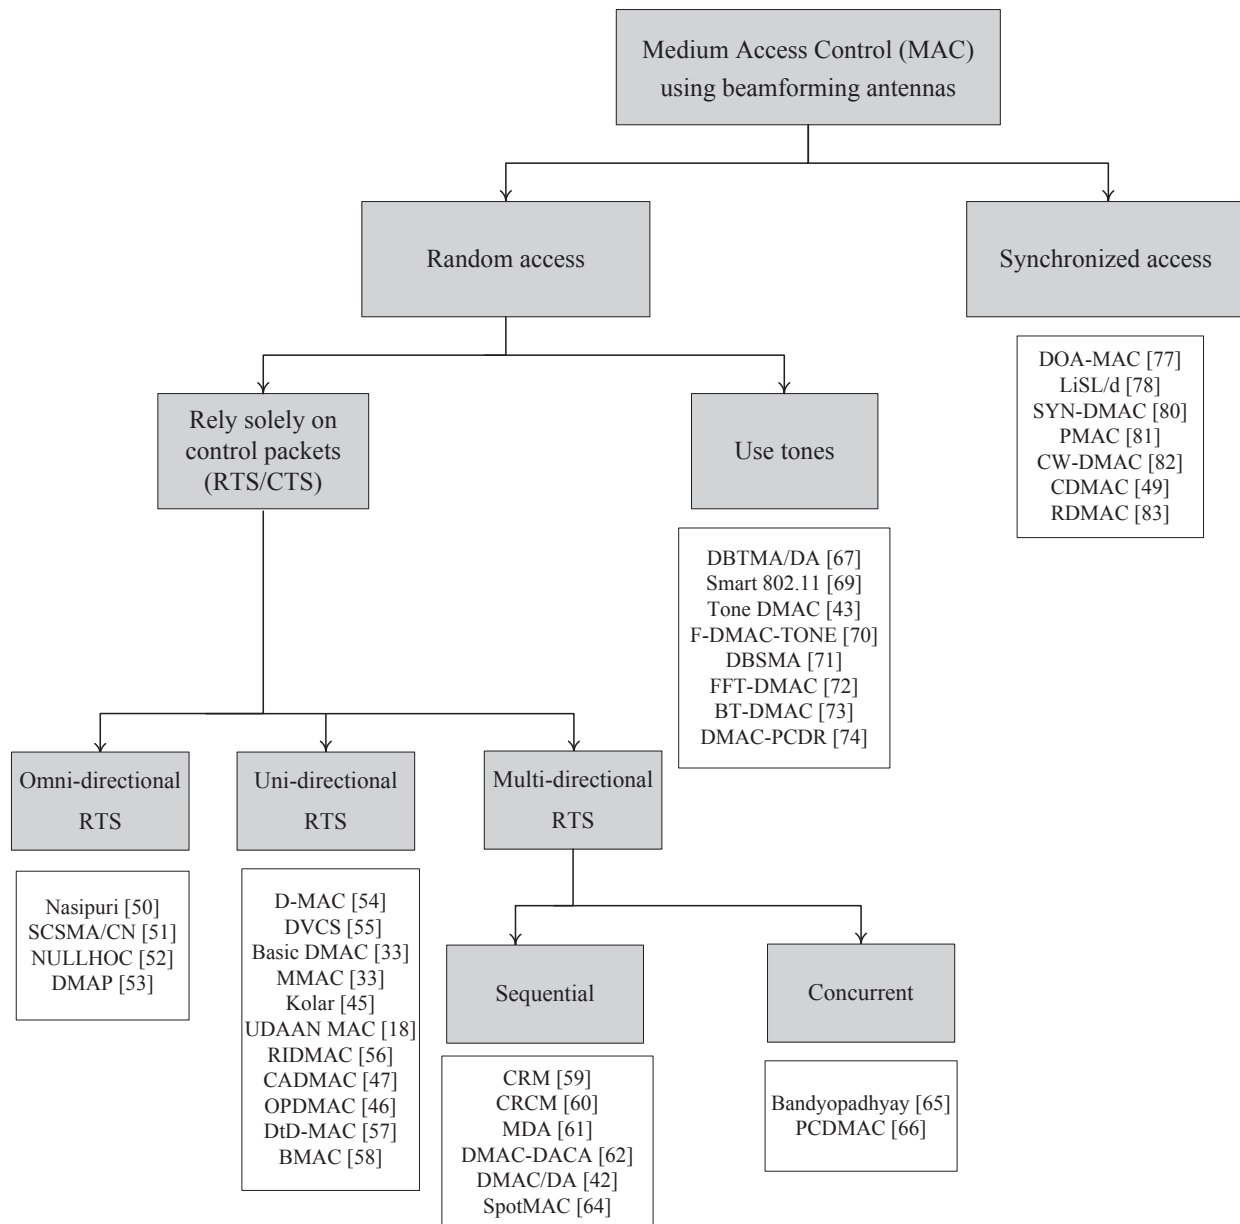 Medium Access Control (MAC)
using beamforming antennas
Random access
Synchronized access
DOA-MAC [77]
LiSL/d [78]
SYN-DMAC [80]
PMAC [81]
CW-DMAC [82]
CDMAC [49]
RDMAC [83]
Rely solely on
control packets
(RTS/CTS)
Use tones
DBTMA/DA [67]
Smart 802.11 [69]
Tone DMAC [43]
F-DMAC-TONE [70]
DBSMA [71]
FFT-DMAC [72]
BT-DMAC [73]
DMAC-PCDR [74]
Omni-directional
RTS
Uni-directional
RTS
Multi-directional
RTS
Nasipuri [50]
SCSMA/CN [51]
NULLHOC [52]
DMAP [53]
D-MAC [54]
DVCS [55]
Basic DMAC [33]
MMAC [33]
Kolar [45]
UDAAN MAC [18]
RIDMAC [56]
CADMAC [47]
OPDMAC [46]
DtD-MAC [57]
BMAC [58]
Sequential
Concurrent
CRM [59]
CRCM [60]
MDA [61]
DMAC-DACA [62]
DMAC/DA [42]
SpotMAC [64]
Bandyopadhyay [65]
PCDMAC [66]